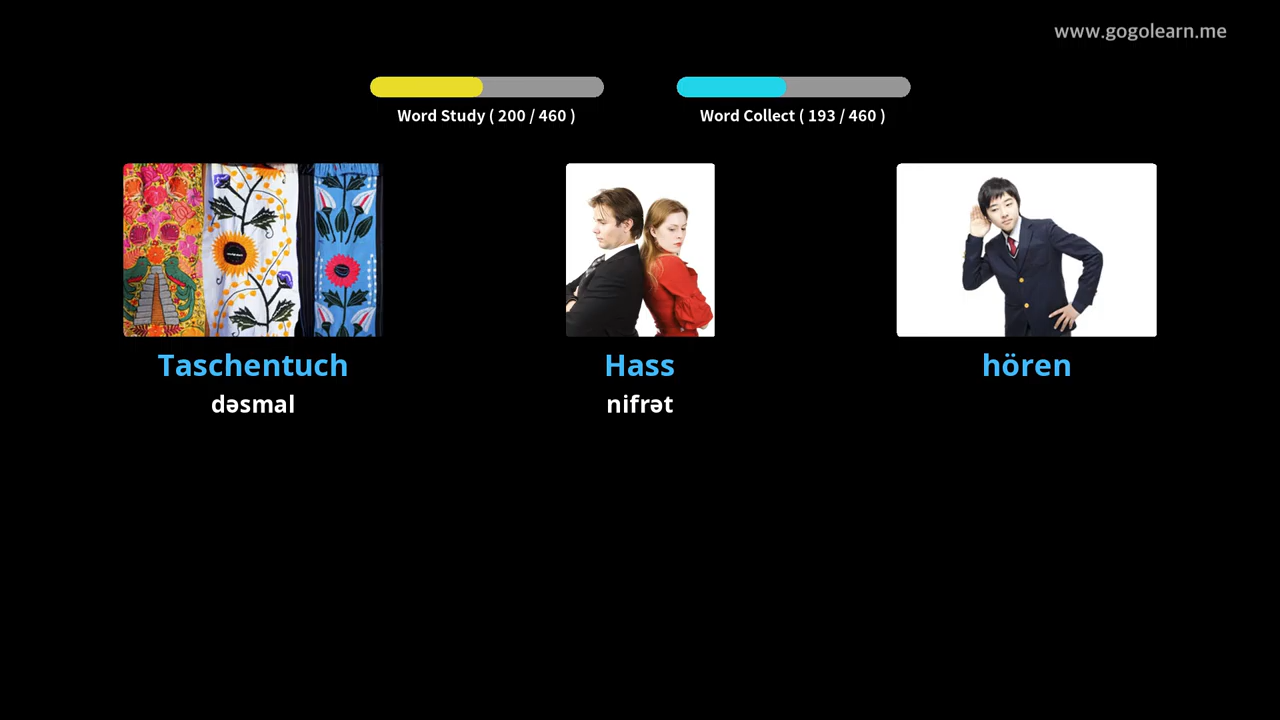 www.gogolearn.me
Word Study ( 200 / 460 )
Word Collect ( 193 / 460 )
Taschentuch
dəsmal
Hass
nifrət
hören